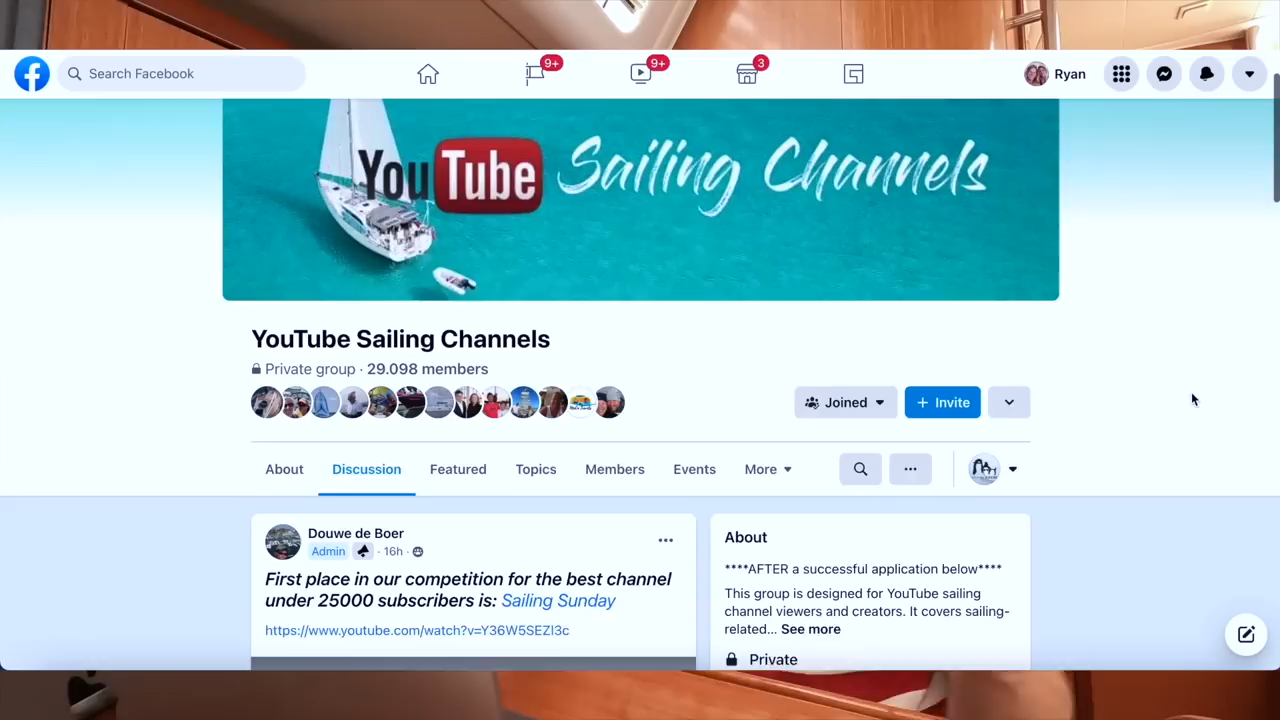 Search Facebook
9+
9+
3
Ryan
YouTube Sailing Channels
YouTube Sailing Channels
Private group · 29.098 members
Joined
+ Invite
About
Discussion
Featured
Topics
Members
Events
More
Douwe de Boer
Admin · 16h ·
First place in our competition for the best channel
under 25000 subscribers is: Sailing Sunday
https://www.youtube.com/watch?v=Y36W5SEZI3c
About
****AFTER a successful application below****
This group is designed for YouTube sailing
channel viewers and creators. It covers sailing-
related... See more
Private